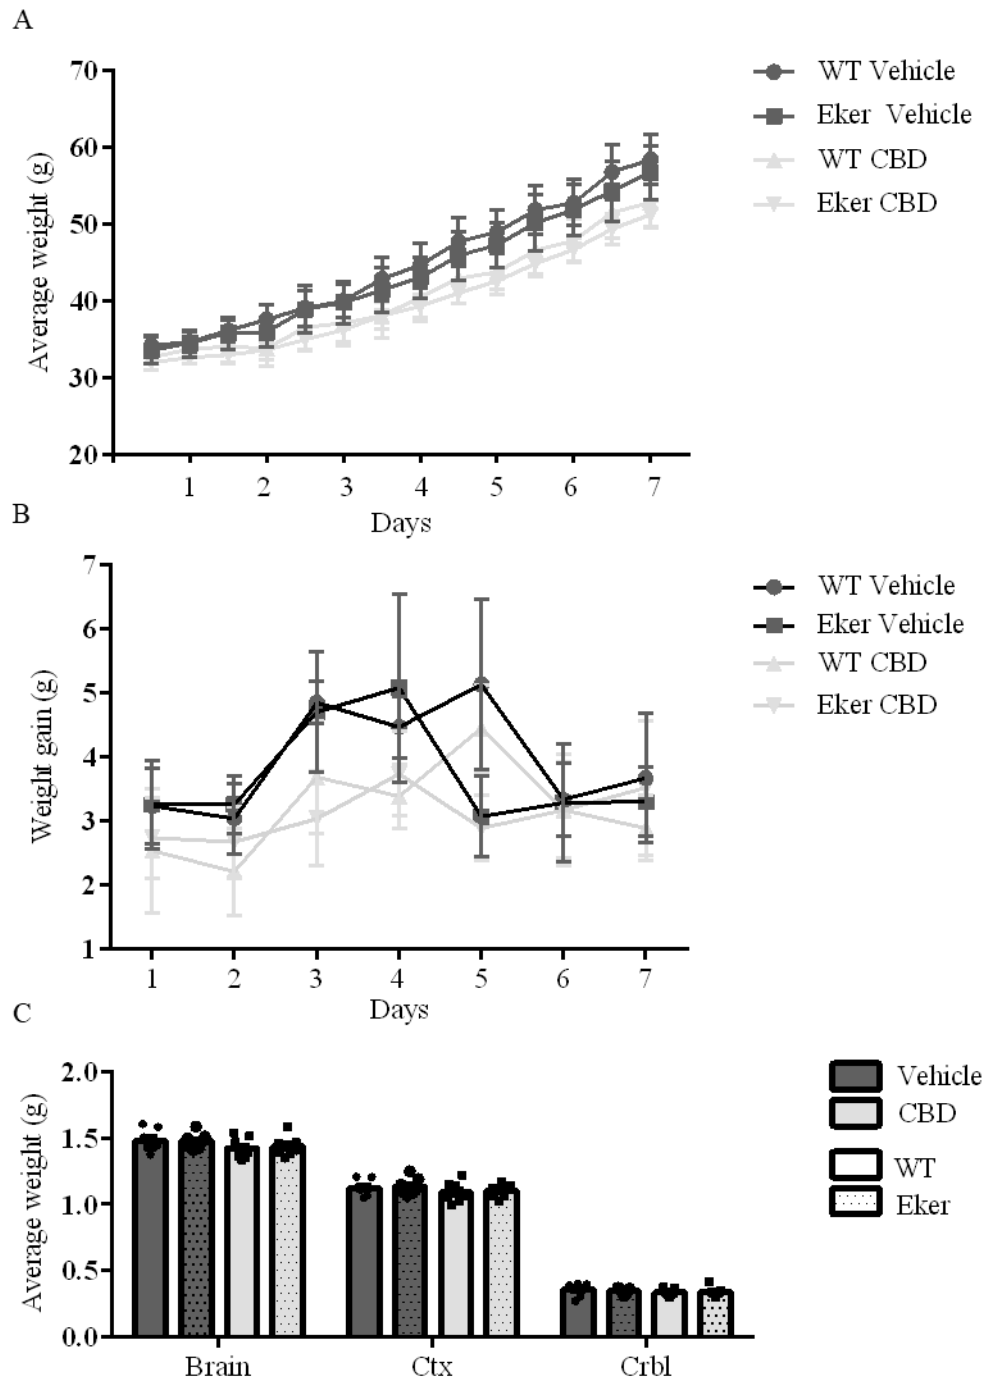 A
70
60
50
40
30
20
Average weight (g)
1 2 3 4 5 6 7
Days
WT Vehicle
Eker Vehicle
WT CBD
Eker CBD
B
7
6
5
4
3
2
1
Weight gain (g)
1 2 3 4 5 6 7
Days
WT Vehicle
Eker Vehicle
WT CBD
Eker CBD
C
2.0
1.5
1.0
0.5
0.0
Average weight (g)
Brain Ctx Crbl
Vehicle
CBD
WT
Eker